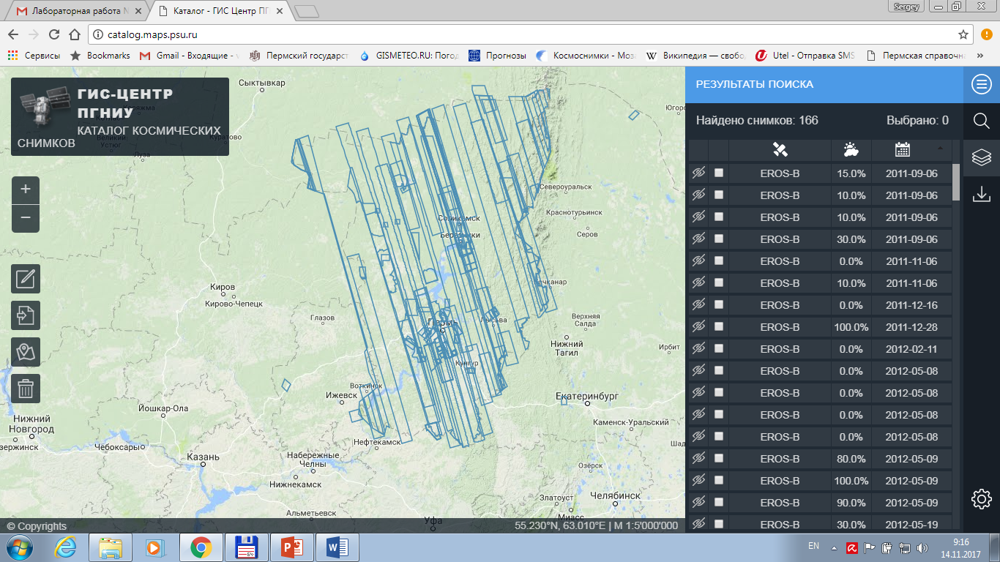 Лабораторная работа №
Каталог - ГИС Центр ПГ
Sergey
catalog.maps.psu.ru
Сервисы
Bookmarks
Gmail - Входящие -
Пермский государст
GISMETEO.RU: Погод
Прогнозы
Космоснимки - Моз
Википедия — свобо
Utel - Отправка SMS
Пермская справочн
»
ГИС-ЦЕНТР
ПГНИУ
КАТАЛОГ КОСМИЧЕСКИХ
СНИМКОВ
+
−
Сыктывкар
Коряжма
Великий
Устюг
Луза
Куратово
Югорс
Североуральск
Краснотурьинск
Серов
Соликамск
Березники
Качканар
Киров
Кирово-Чепецк
Глазов
Пермь
Лысьва
Верхняя
Салда
Нижний
Тагил
Ирбит
Кунгур
Воткинск
Ижевск
Екатеринбург
Йошкар-Ола
Каменск-Уральский
Нижний
Новгород
зержинск
Чебоксары
Казань
Нефтекамск
Шад
Набережные
Челны
Нижнекамск
Озёрск
Альметьевск
Златоуст
Челябинск
Миасс
Уфа
© Copyrights
55.230°N, 63.010°E | M 1:5'000'000
РЕЗУЛЬТАТЫ ПОИСКА
Найдено снимков: 166 Выбрано: 0
EROS-B 15.0% 2011-09-06
EROS-B 10.0% 2011-09-06
EROS-B 10.0% 2011-09-06
EROS-B 30.0% 2011-09-06
EROS-B 0.0% 2011-11-06
EROS-B 10.0% 2011-11-06
EROS-B 0.0% 2011-12-16
EROS-B 100.0% 2011-12-28
EROS-B 0.0% 2012-02-11
EROS-B 0.0% 2012-05-08
EROS-B 0.0% 2012-05-08
EROS-B 0.0% 2012-05-08
EROS-B 0.0% 2012-05-08
EROS-B 80.0% 2012-05-09
EROS-B 100.0% 2012-05-09
EROS-B 90.0% 2012-05-09
EROS-B 30.0% 2012-05-19
EN
9:16
14.11.2017